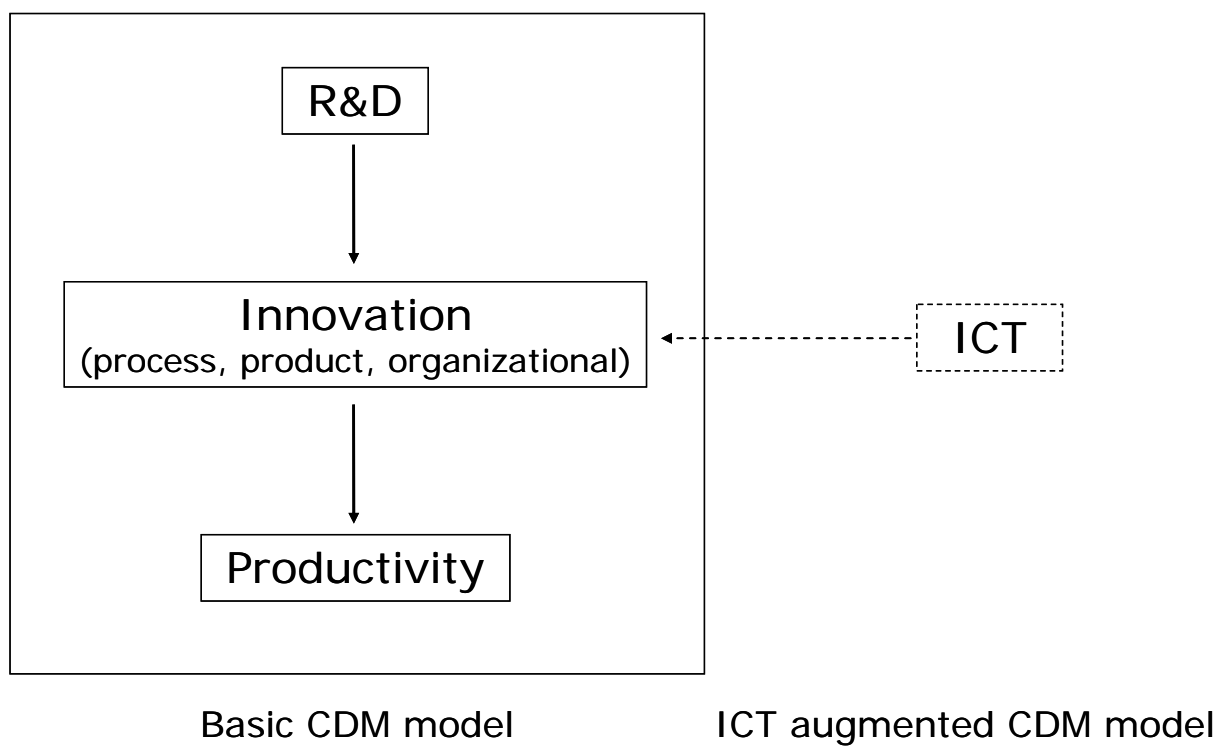 R&D
Innovation
(process, product, organizational)
ICT
Productivity
Basic CDM model
ICT augmented CDM model